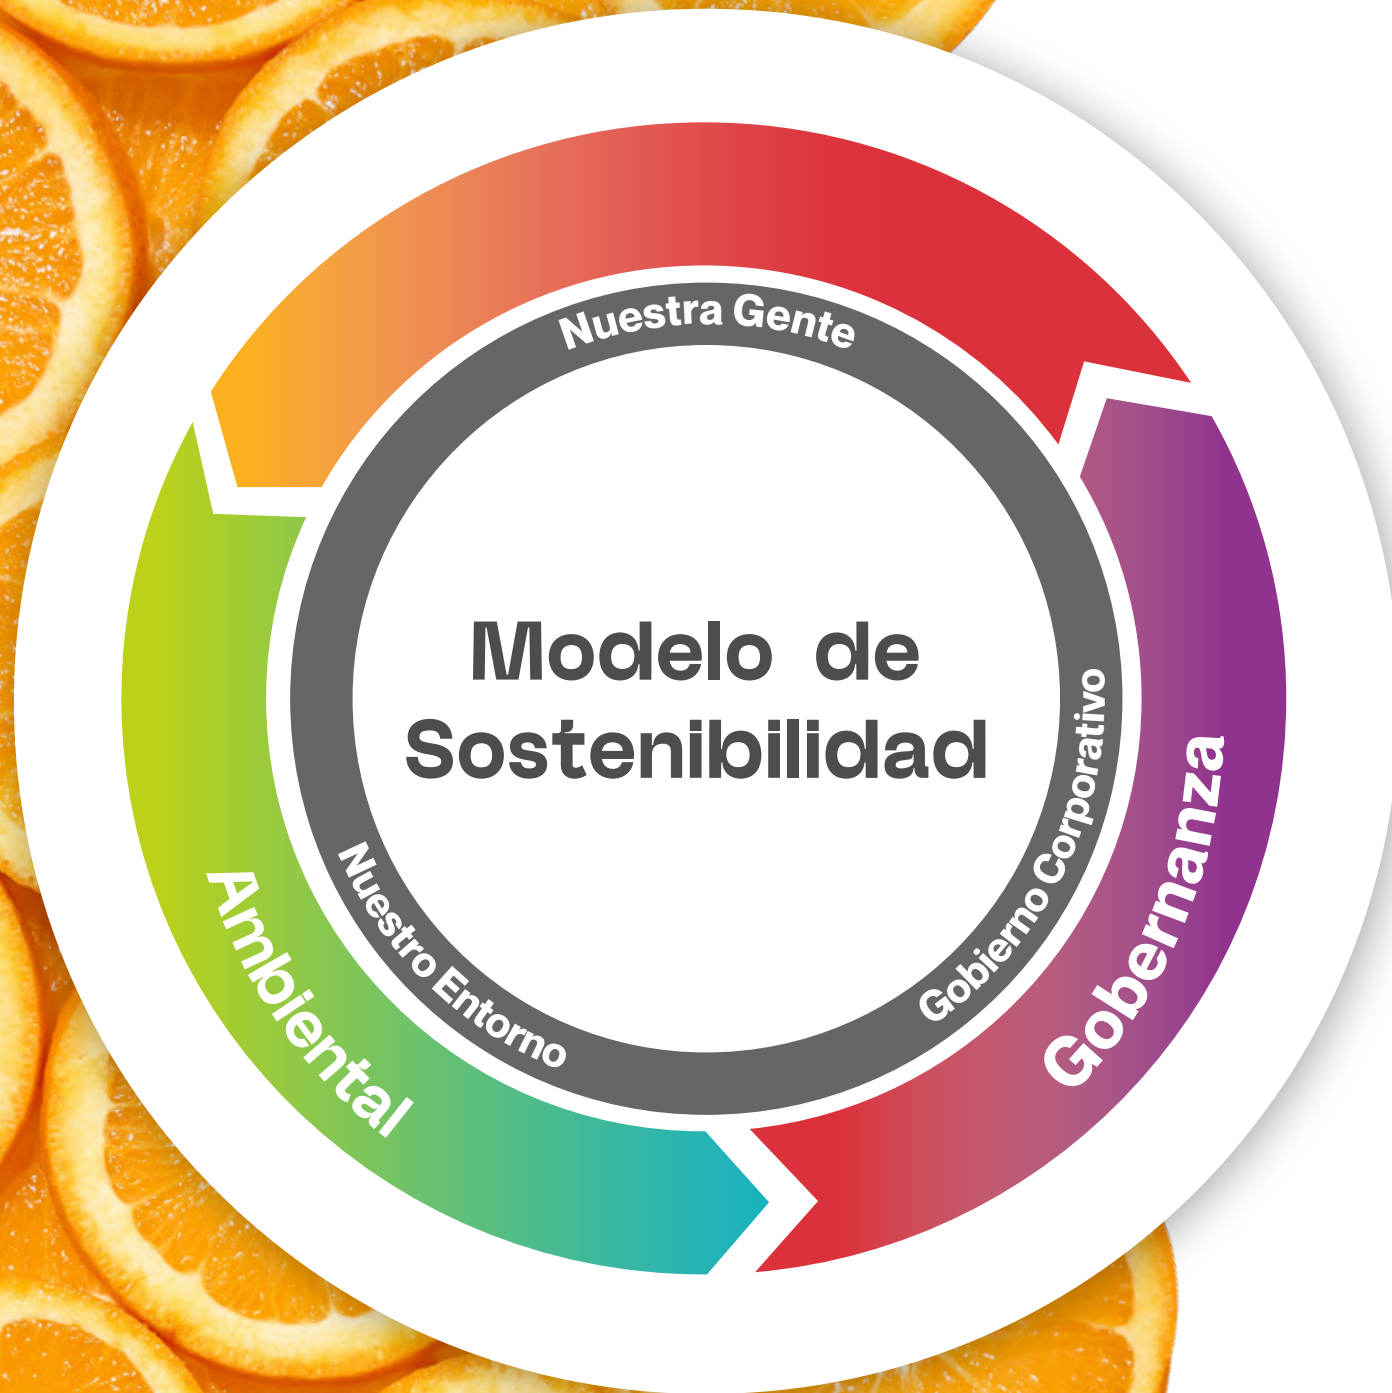 Nuestra Gente
Modelo de
Sostenibilidad
Gobierno Corporativo
Gobernanza
Nuestro Entorno
Ambiental